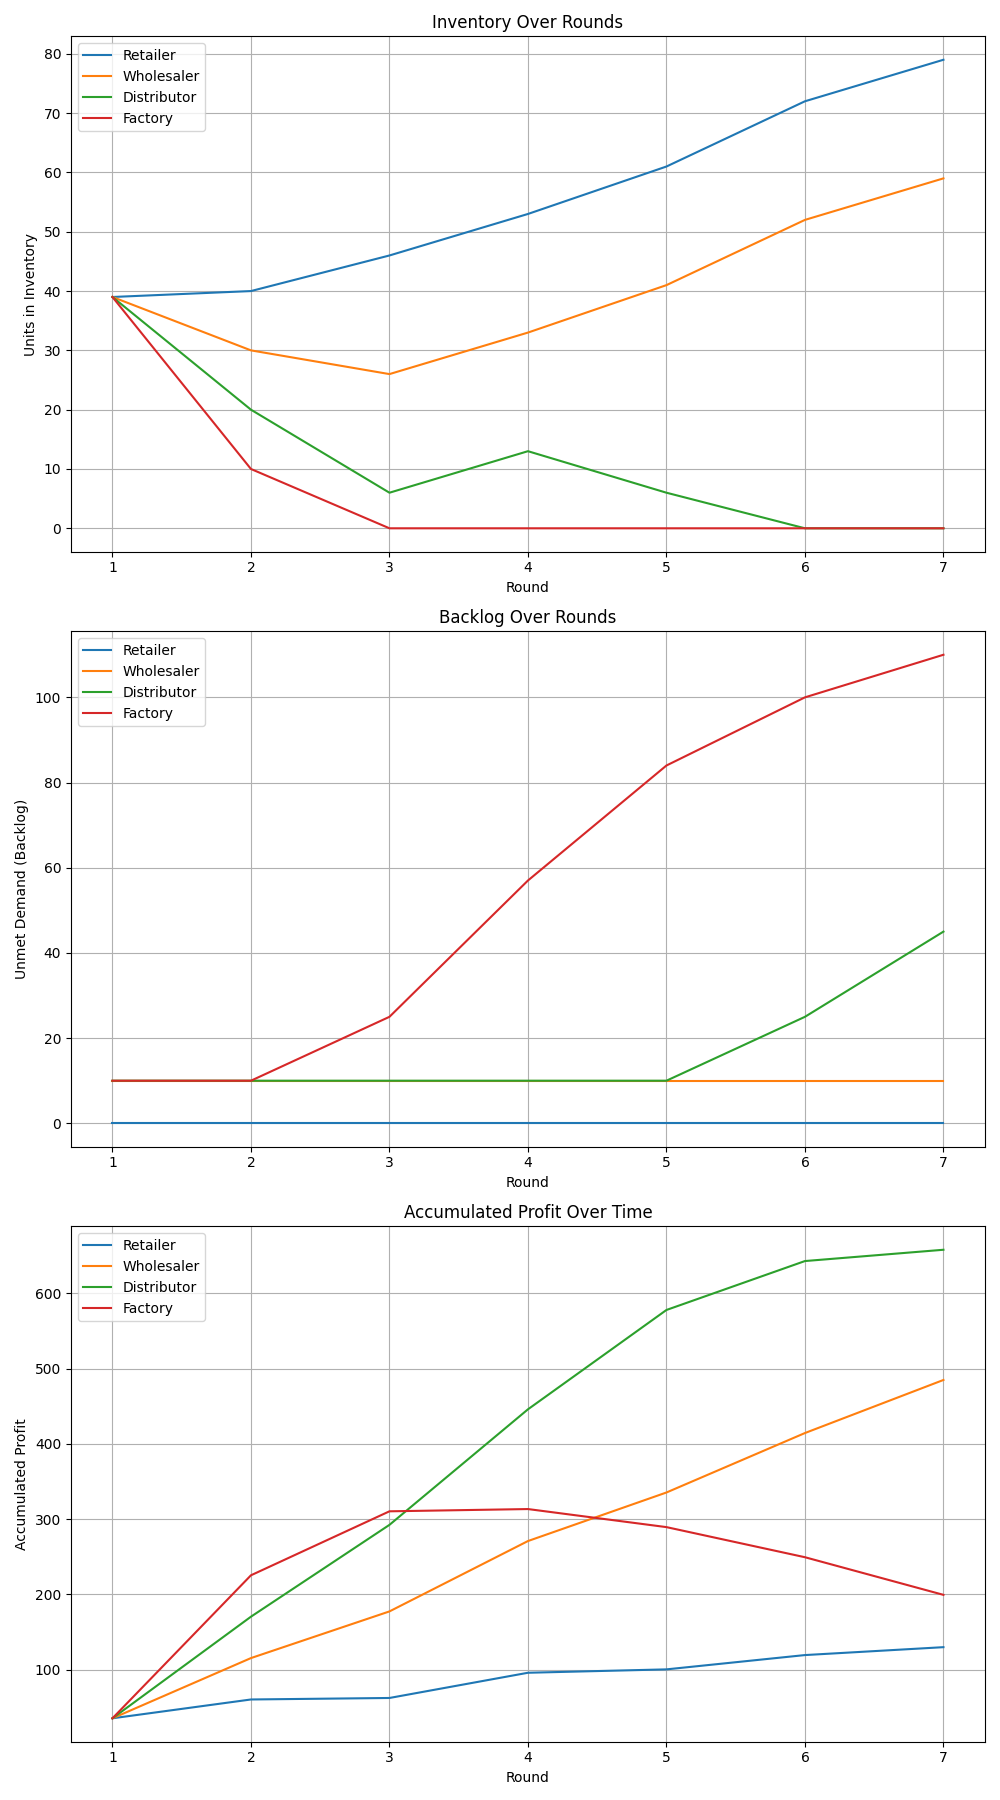 Inventory Over Rounds
Retailer
Wholesaler
Distributor
Factory
80
70
60
50
40
30
20
10
0
Units in Inventory
1 2 3 4 5 6 7
Round
Backlog Over Rounds
Retailer
Wholesaler
Distributor
Factory
100
80
60
40
20
0
Unmet Demand (Backlog)
1 2 3 4 5 6 7
Round
Accumulated Profit Over Time
Retailer
Wholesaler
Distributor
Factory
600
500
400
300
200
100
Accumulated Profit
1 2 3 4 5 6 7
Round